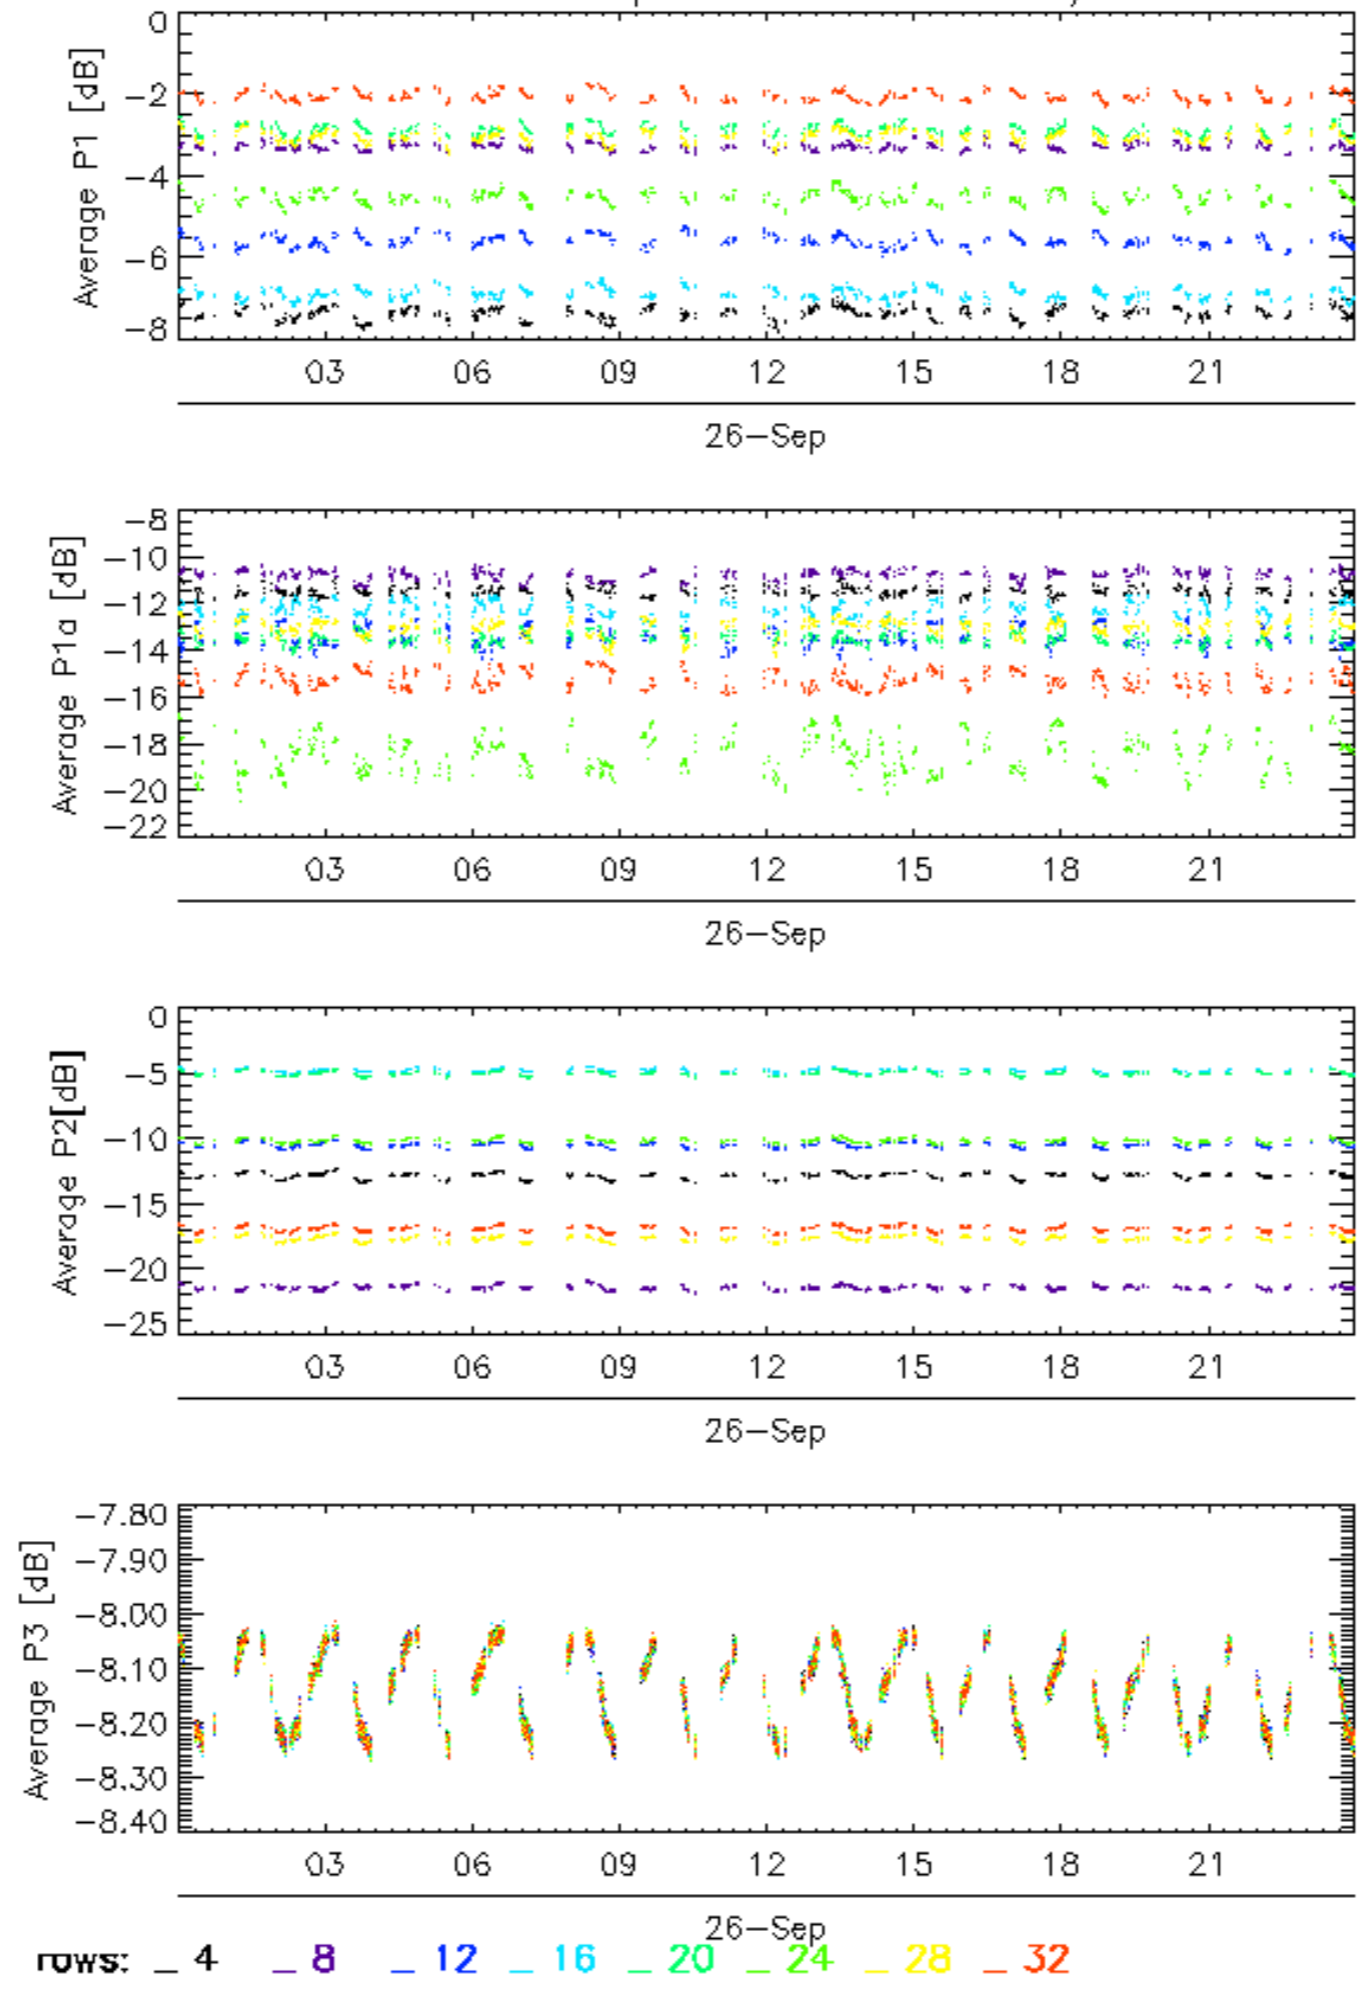 0
-2
-4
-6
-8
Average P1 [dB]
03 06 09 12 15 18 21
26-Sep
-8
-10
-12
-14
-16
-18
-20
-22
Average P1a [dB]
03 06 09 12 15 18 21
26-Sep
0
-5
-10
-15
-20
-25
Average P2[dB]
03 06 09 12 15 18 21
26-Sep
-7.80
-7.90
-8.00
-8.10
-8.20
-8.30
-8.40
Average P3 [dB]
03 06 09 12 15 18 21
26-Sep
rows: _ 4 _ 8 _ 12 _ 16 _ 20 _ 24 _ 28 _ 32